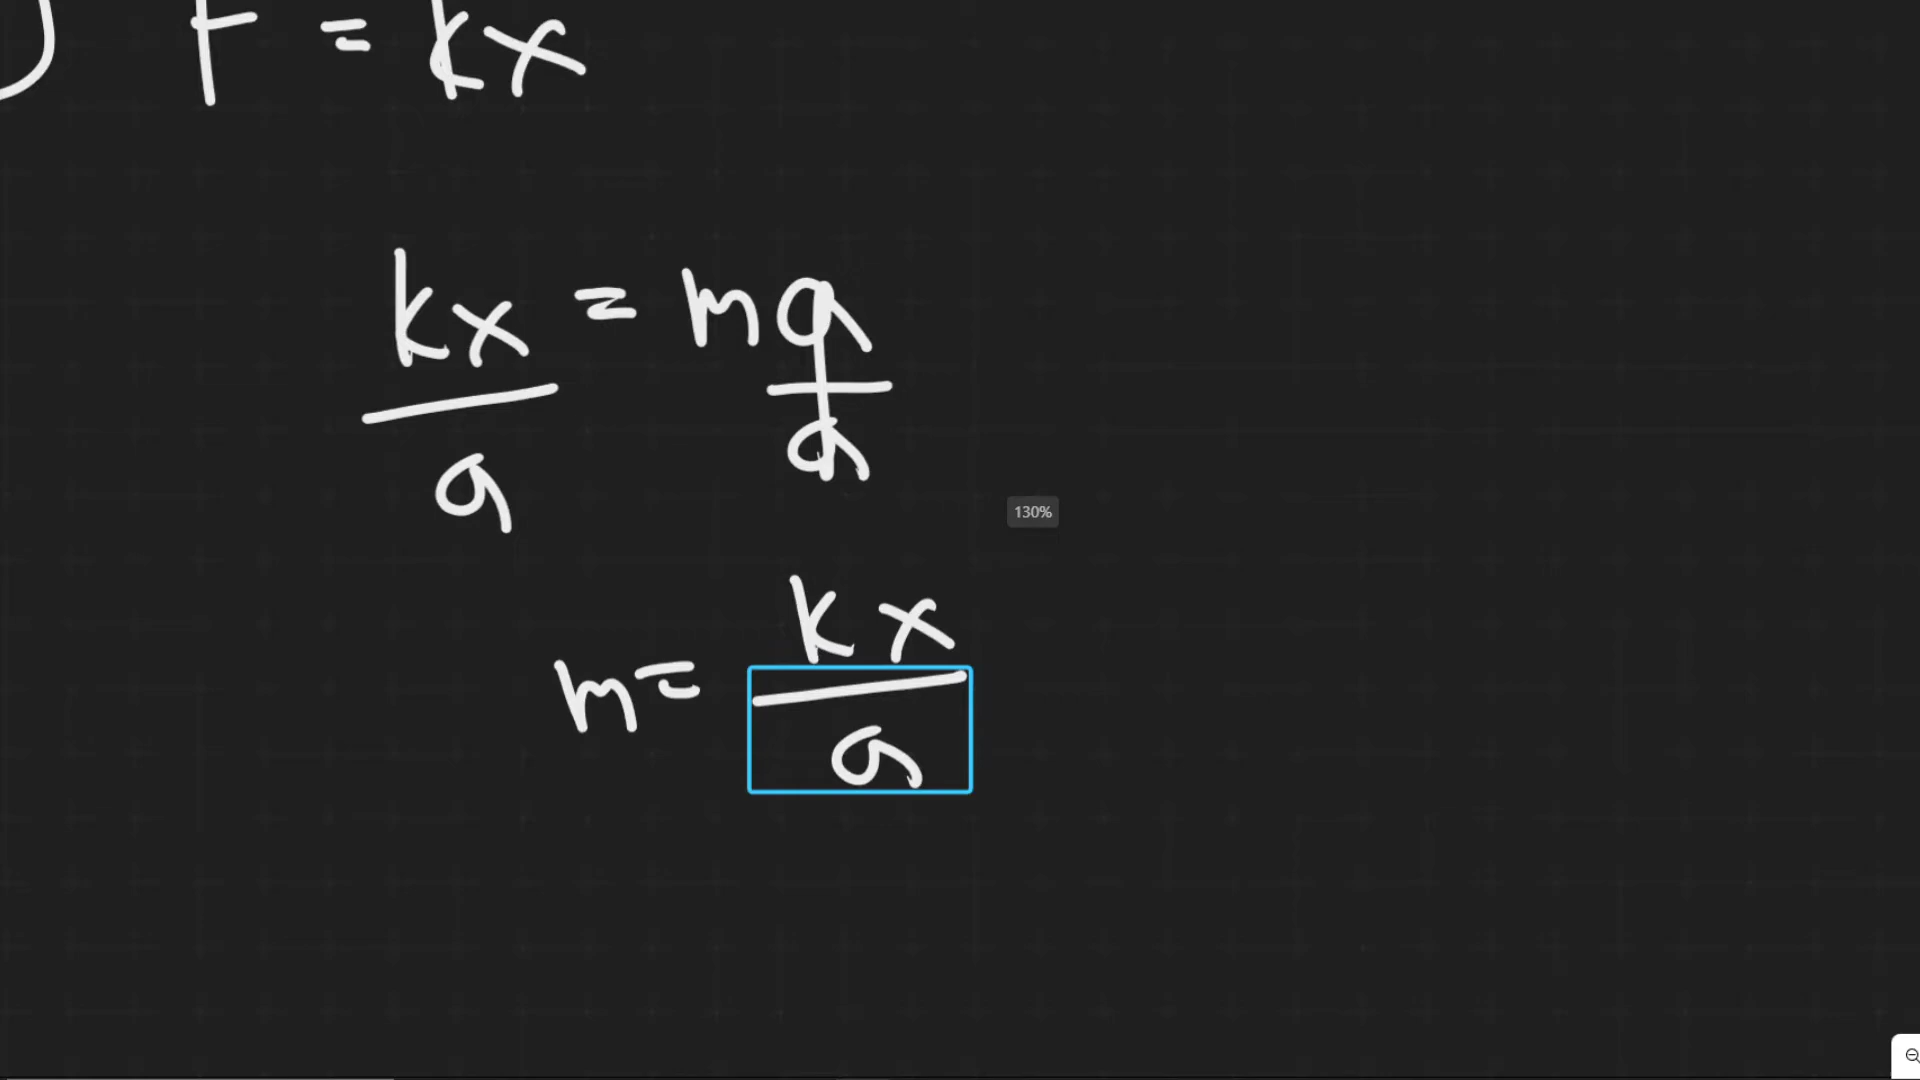 F = kx
kx = ma
a a
130%
kx
m =
a